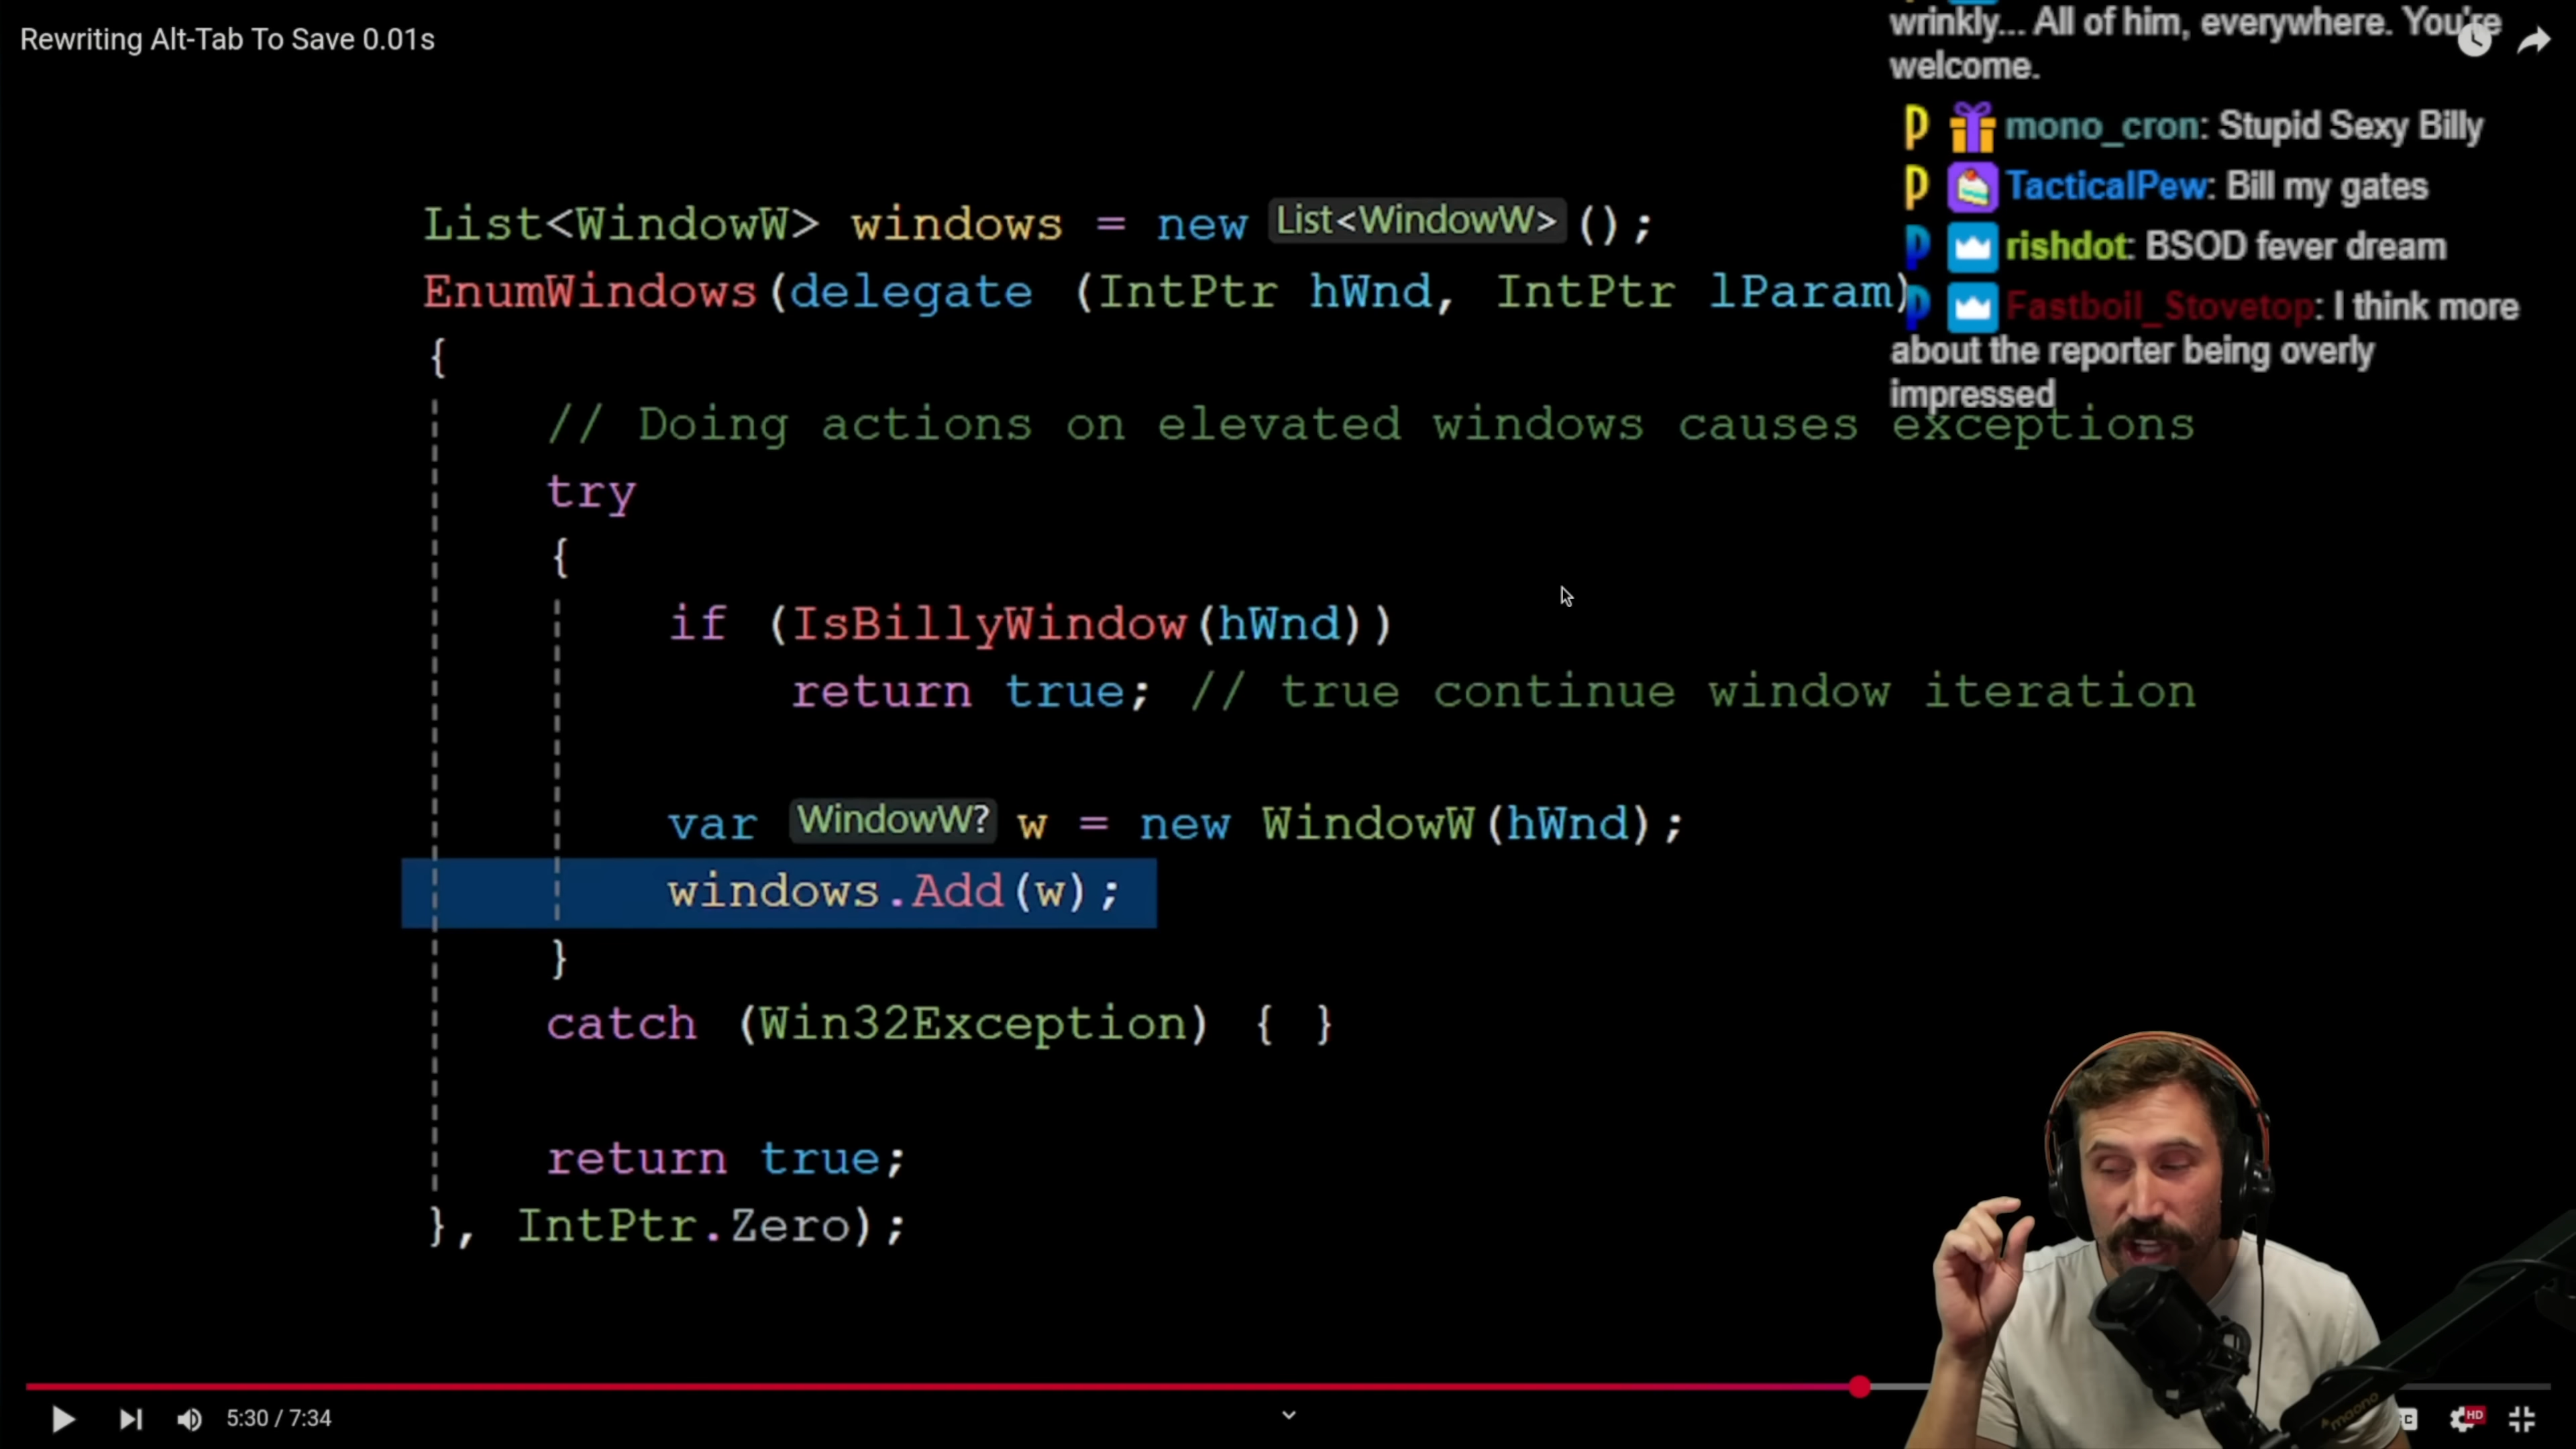 Rewriting Alt-Tab To Save 0.01s
wrinkly... All of him, everywhere. You're
welcome.
mono_cron: Stupid Sexy Billy
TacticalPew: Bill my gates
rishdot: BSOD fever dream
Fastboil_Stovetop: I think more
about the reporter being overly
impressed
List<WindowW> windows = new List<WindowW> ();
EnumWindows(delegate (IntPtr hWnd, IntPtr lParam)
{
// Doing actions on elevated windows causes exceptions
try
{
if (IsBillyWindow(hWnd))
return true; // true continue window iteration
var WindowW? w = new WindowW(hWnd);
windows.Add(w);
}
catch (Win32Exception) { }
return true;
}, IntPtr.Zero);
5:30 / 7:34
HD
maono